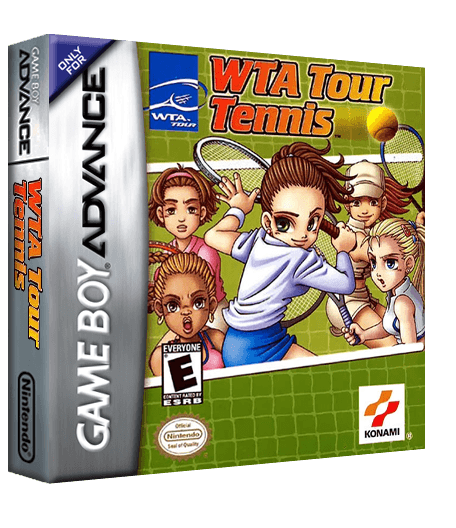 GAME BOY
ADVANCE
WTA Tour
Tennis
Nintendo®
ONLY
FOR
GAME BOY ADVANCE
WTA
TOUR
WTA Tour
Tennis™
EVERYONE
E
CONTENT RATED BY
ESRB
Official
Nintendo
Seal of Quality
KONAMI
®